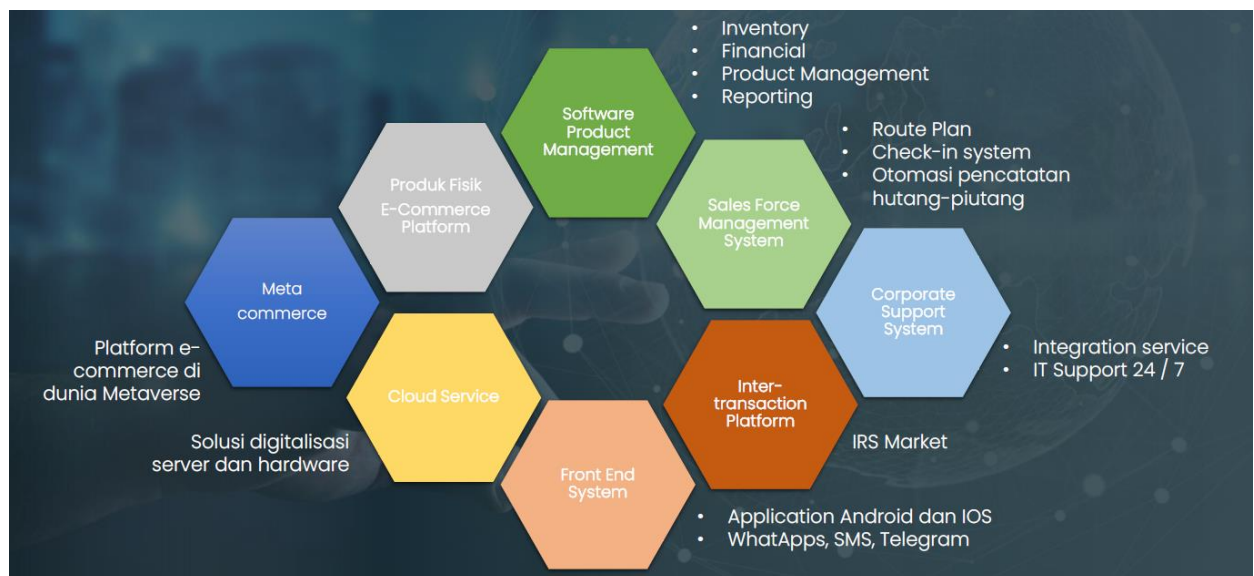 • Inventory
• Financial
• Product Management
• Reporting
Software
Product
Management
• Route Plan
• Check-in system
• Otomasi pencatatan
hutang-piutang
Produk Fisik
E-Commerce
Platform
Sales Force
Management
System
Meta
commerce
Corporate
Support
System
Platform e-
commerce di
dunia Metaverse
• Integration service
• IT Support 24 / 7
Cloud Service
Inter-
transaction
Platform
Solusi digitalisasi
server dan hardware
IRS Market
Front End
System
• Application Android dan IOS
• WhatApps, SMS, Telegram